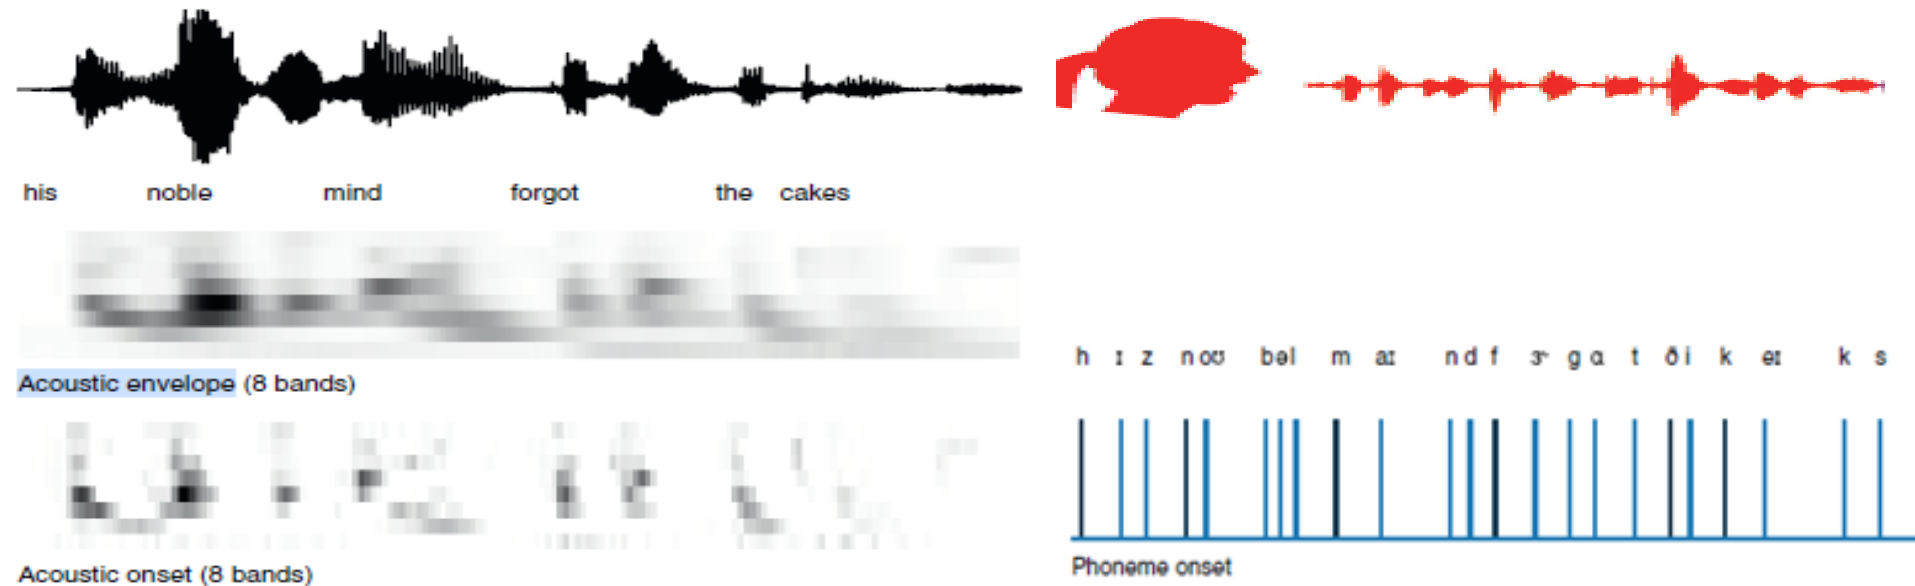 his noble mind forgot the cakes
Acoustic envelope (8 bands)
Acoustic onset (8 bands)
h ɪ z n oʊ b ə l m aɪ n d f ɝ g ɑ t ð i k eɪ k s
Phoneme onset